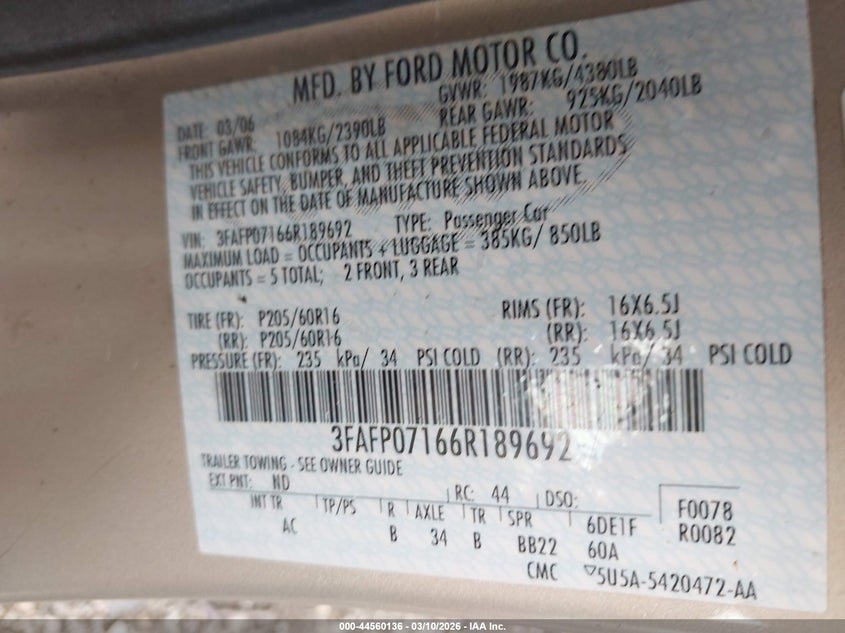 MFD. BY FORD MOTOR CO.
DATE: 03/06 GVWR: 1987KG/4380LB
FRONT GAWR: 1084KG/2390LB REAR GAWR: 925KG/2040LB
THIS VEHICLE CONFORMS TO ALL APPLICABLE FEDERAL MOTOR
VEHICLE SAFETY, BUMPER, AND THEFT PREVENTION STANDARDS
IN EFFECT ON THE DATE OF MANUFACTURE SHOWN ABOVE.
VIN: 3FAFP07166R189692 TYPE: Passenger Car
MAXIMUM LOAD = OCCUPANTS + LUGGAGE = 385KG/ 850LB
OCCUPANTS = 5 TOTAL; 2 FRONT, 3 REAR
TIRE (FR): P205/60R16 RIMS (FR): 16X6.5J
(RR): P205/60R16 (RR): 16X6.5J
PRESSURE (FR): 235 kPa/ 34 PSI COLD (RR): 235 kPa/ 34 PSI COLD
3FAFP07166R189692
TRAILER TOWING - SEE OWNER GUIDE
EXT PNT: ND RC: 44 DSO: F0078
INT TR TP/PS R AXLE TR SPR 6DE1F R0082
AC B 34 B BB22 60A
CMC ▽5U5A-5420472-AA
000-44560136 - 03/10/2026 - IAA Inc.